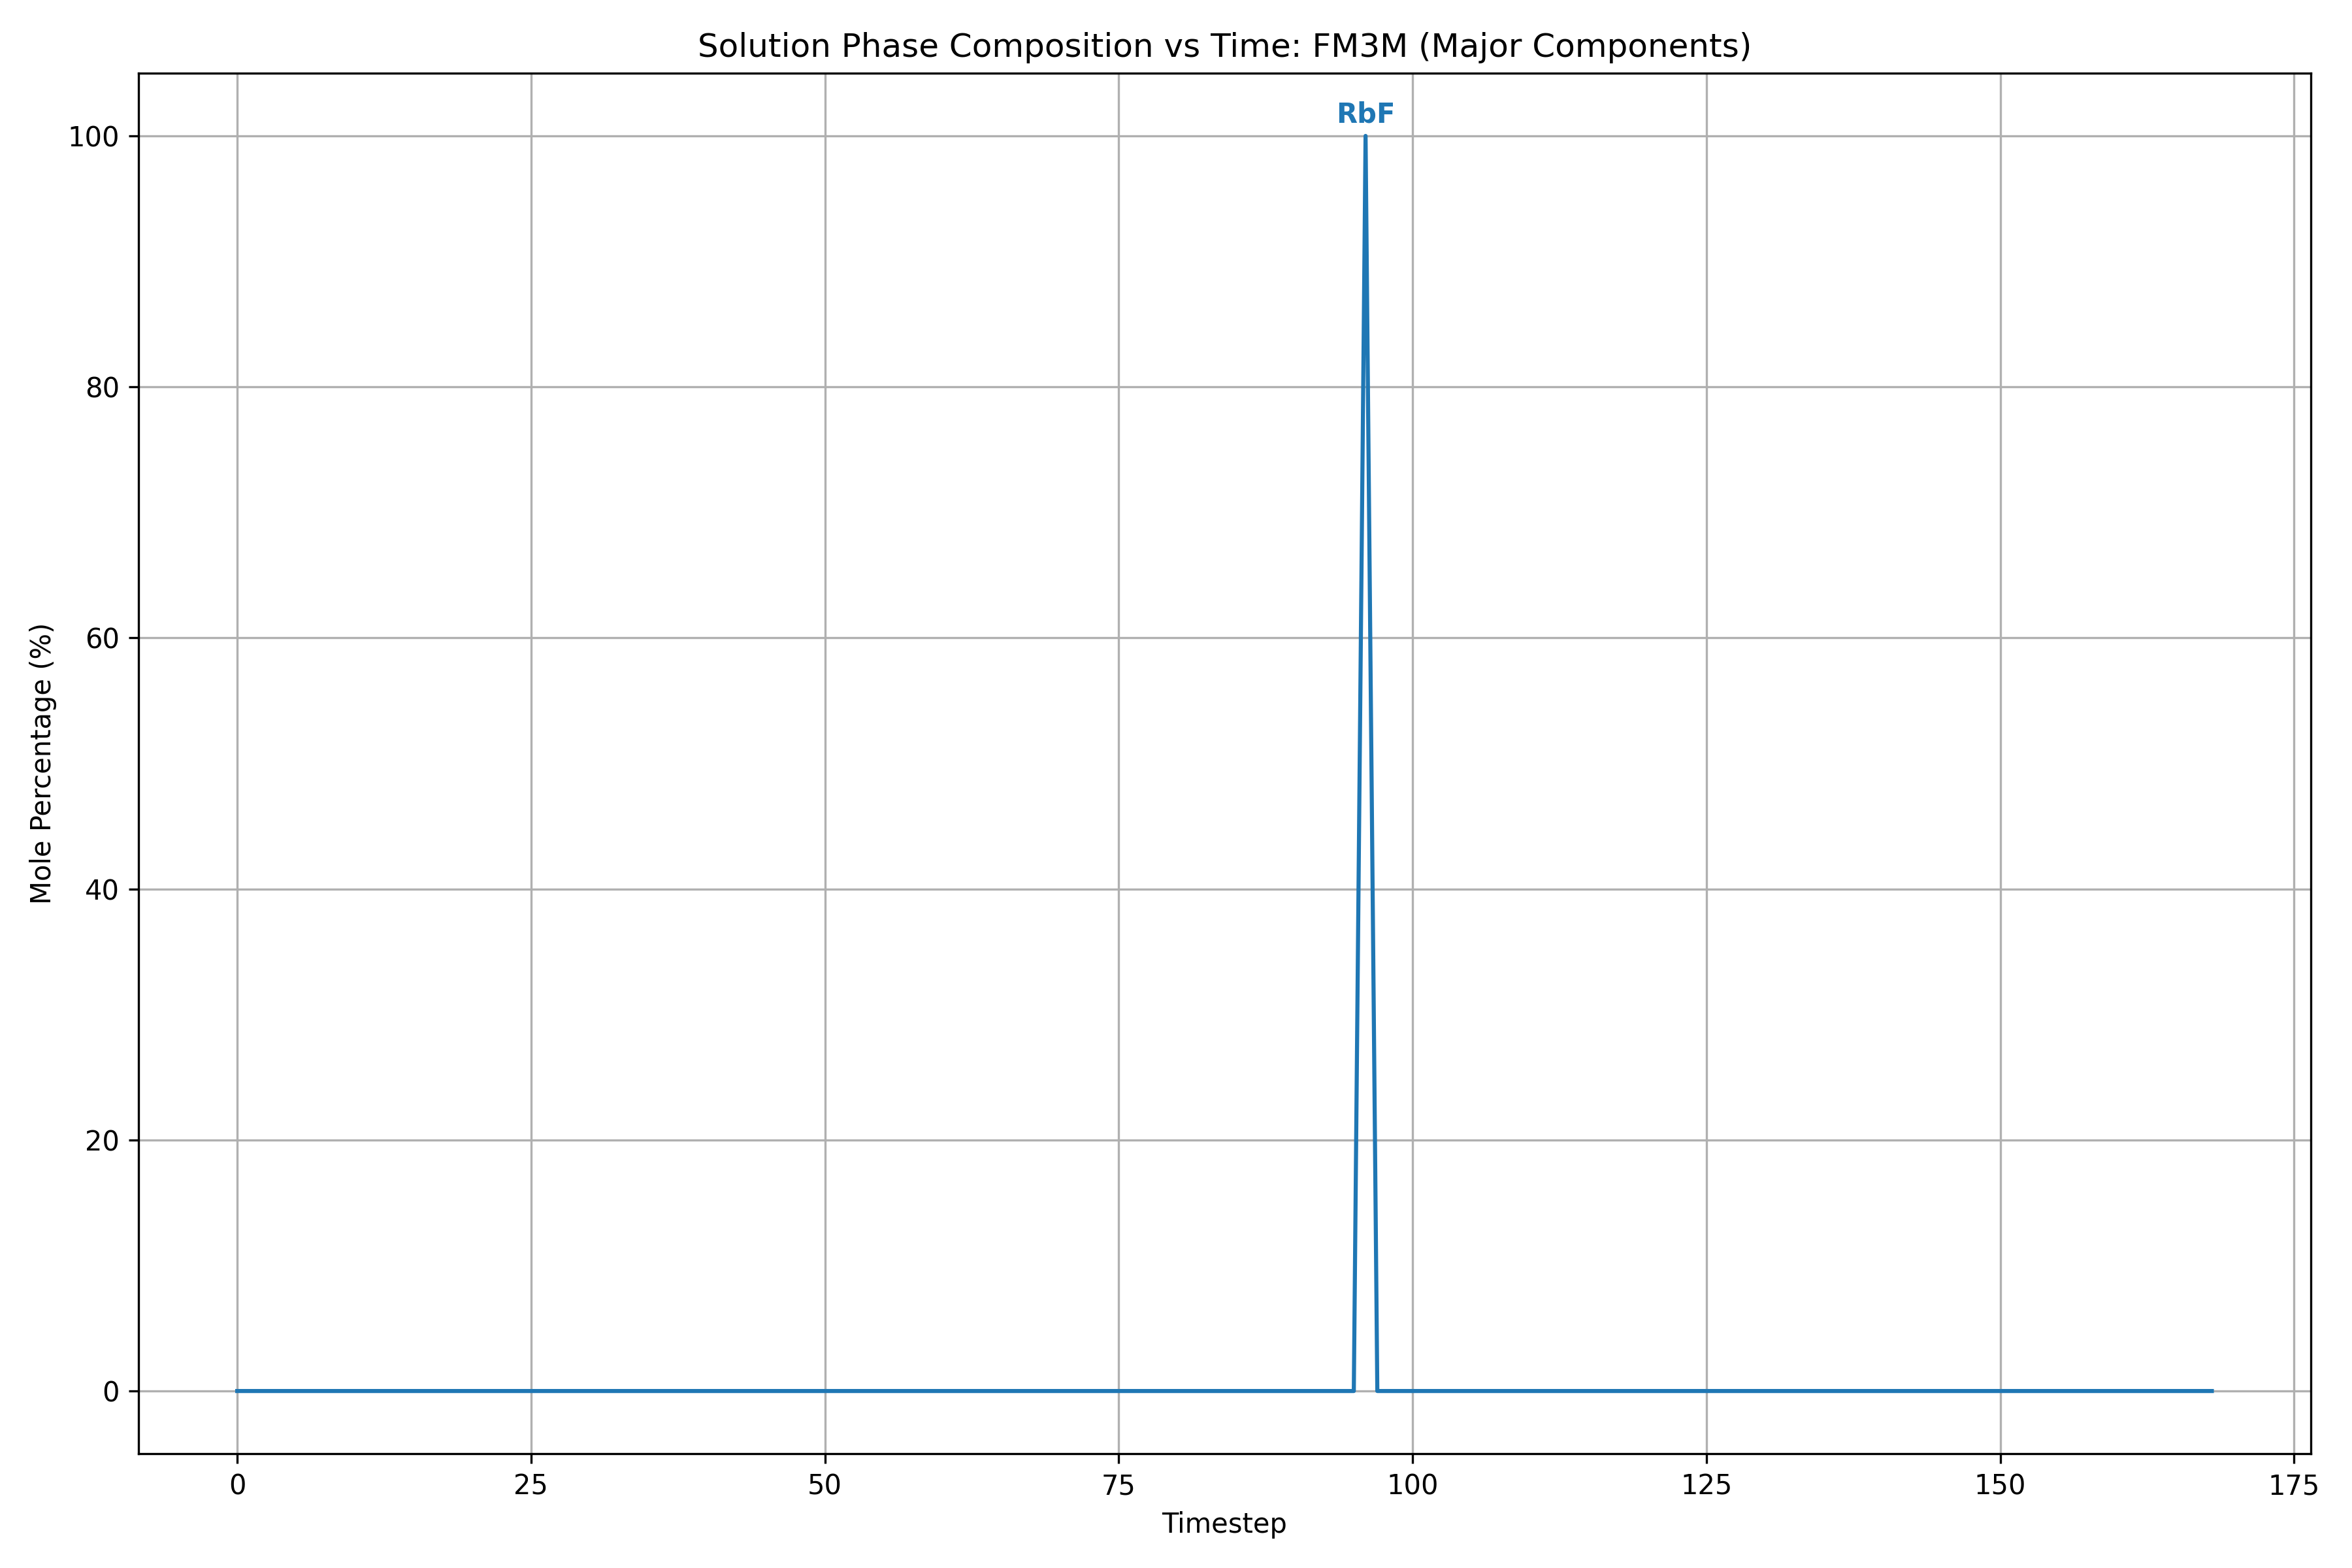 Solution Phase Composition vs Time: FM3M (Major Components)
RbF
100
80
60
40
20
0
Mole Percentage (%)
0 25 50 75 100 125 150 175
Timestep